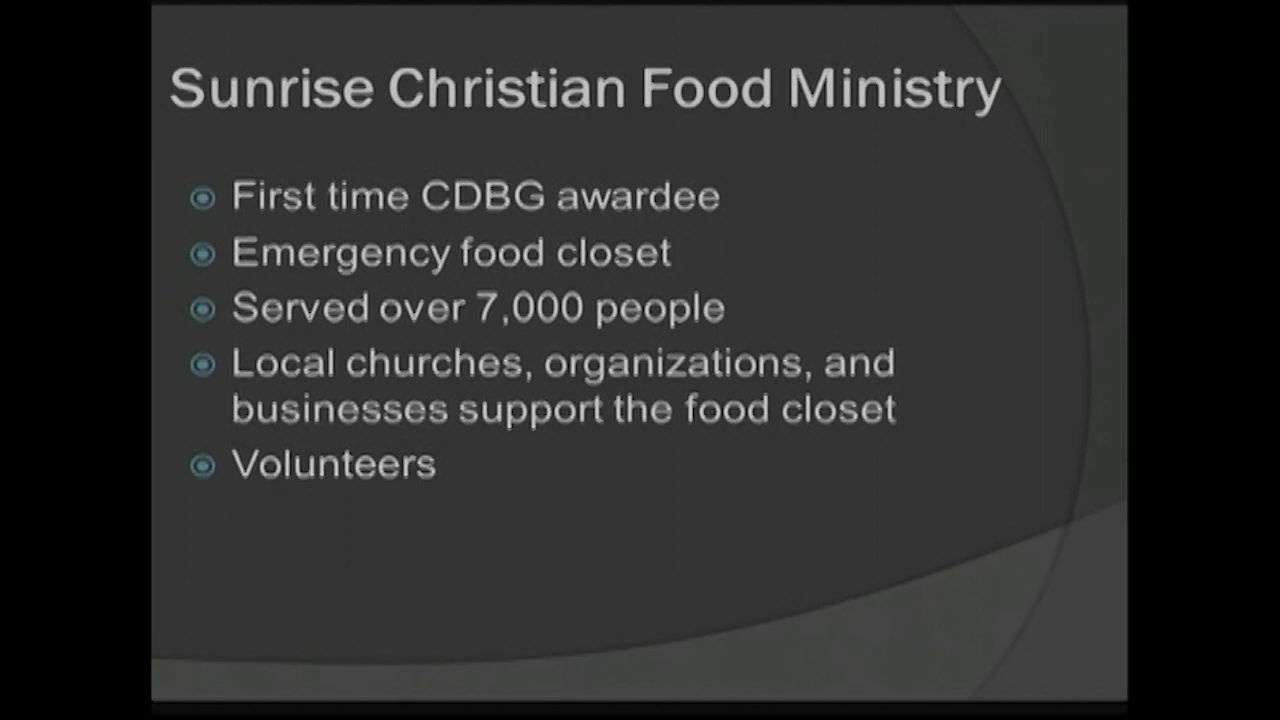 Sunrise Christian Food Ministry
First time CDBG awardee
Emergency food closet
Served over 7,000 people
Local churches, organizations, and
businesses support the food closet
Volunteers